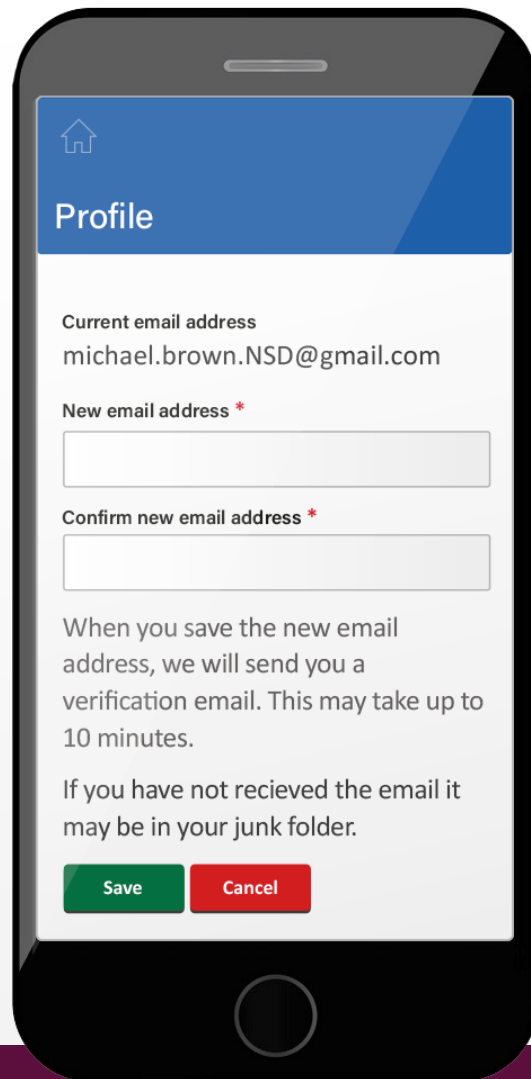 Profile
Current email address
michael.brown.NSD@gmail.com
New email address *
Confirm new email address *
When you save the new email
address, we will send you a
verification email. This may take up to
10 minutes.
If you have not recieved the email it
may be in your junk folder.
Save Cancel